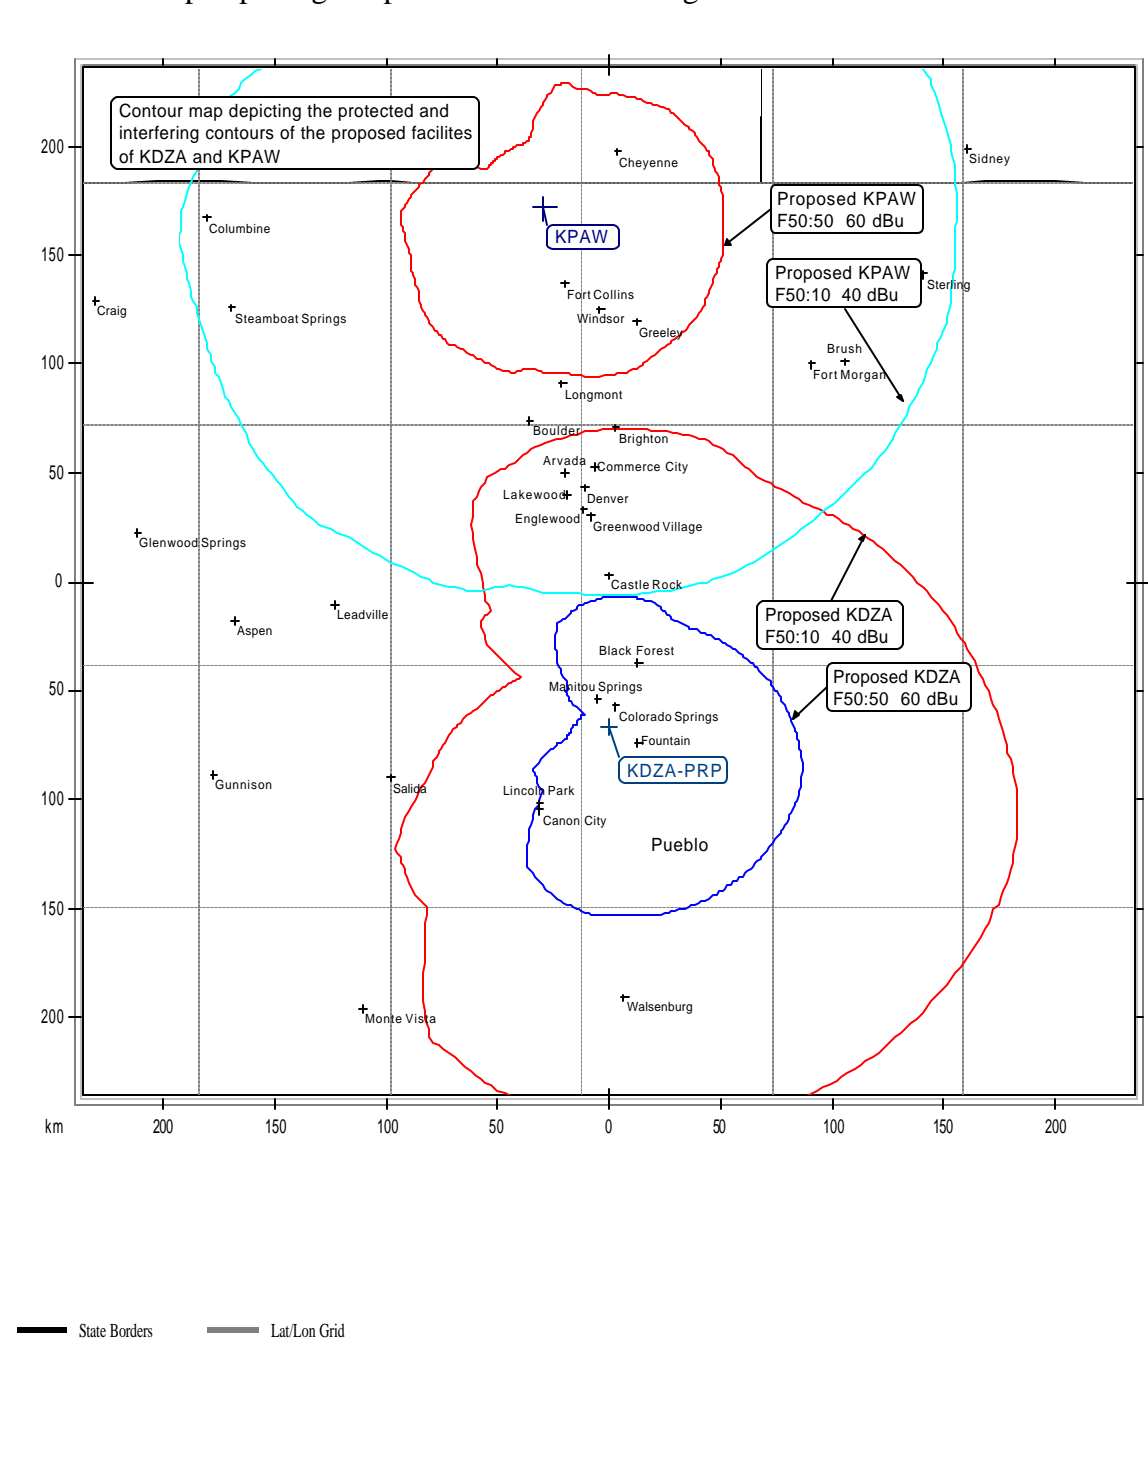 Contour map depicting the protected and
interfering contours of the proposed facilites
of KDZA and KPAW
200
Cheyenne
Sidney
Proposed KPAW
F50:50 60 dBu
Columbine
KPAW
150
Proposed KPAW
F50:10 40 dBu
Sterling
Fort Collins
Craig
Steamboat Springs
Windsor
Greeley
Brush
100
Fort Morgan
Longmont
Boulder
Brighton
Arvada
Commerce City
50
Lakewood
Denver
Englewood
Greenwood Village
Glenwood Springs
0
Castle Rock
Leadville
Proposed KDZA
F50:10 40 dBu
Aspen
Black Forest
Proposed KDZA
F50:50 60 dBu
50
Manitou Springs
Colorado Springs
Fountain
KDZA-PRP
Gunnison
Salida
Lincoln Park
100
Canon City
Pueblo
150
Walsenburg
200
Monte Vista
km 200 150 100 50 0 50 100 150 200
State Borders Lat/Lon Grid